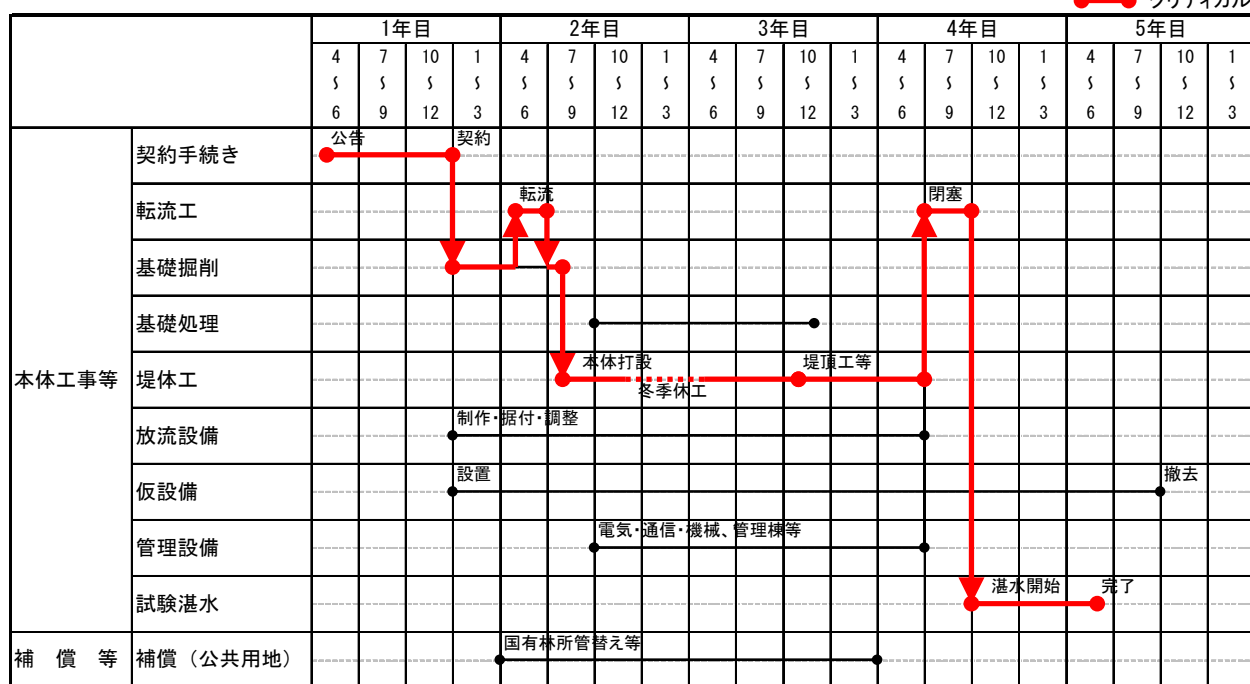 クリティカル
1年目 2年目 3年目 4年目 5年目
4 7 10 1 4 7 10 1 4 7 10 1 4 7 10 1 4 7 10 1
〜 〜 〜 〜 〜 〜 〜 〜 〜 〜 〜 〜 〜 〜 〜 〜 〜 〜 〜 〜
6 9 12 3 6 9 12 3 6 9 12 3 6 9 12 3 6 9 12 3
公告 契約
契約手続き
転流 閉塞
転流工
基礎掘削
基礎処理
本体打設 堤頂工等
本体工事等 堤体工
冬季休工
制作・据付・調整
放流設備
設置 撤去
仮設備
電気・通信・機械、管理棟等
管理設備
湛水開始 完了
試験湛水
国有林所管替え等
補償等 補償（公共用地）